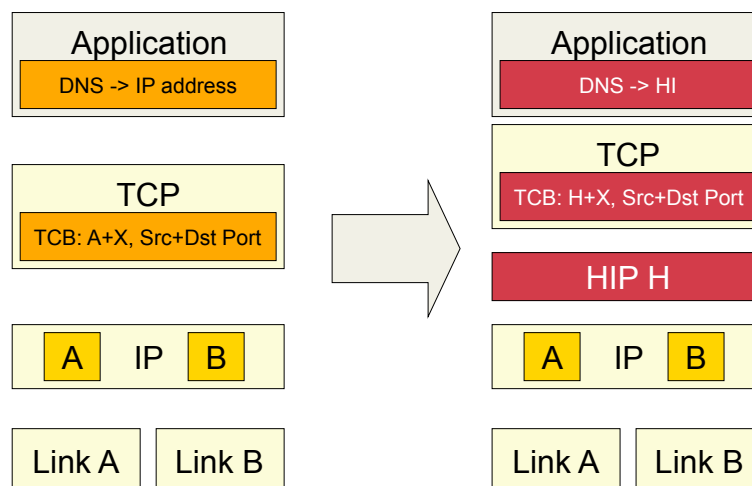 Application
DNS -> IP address
TCP
TCB: A+X, Src+Dst Port
A IP B
Link A Link B
Application
DNS -> HI
TCP
TCB: H+X, Src+Dst Port
HIP H
A IP B
Link A Link B